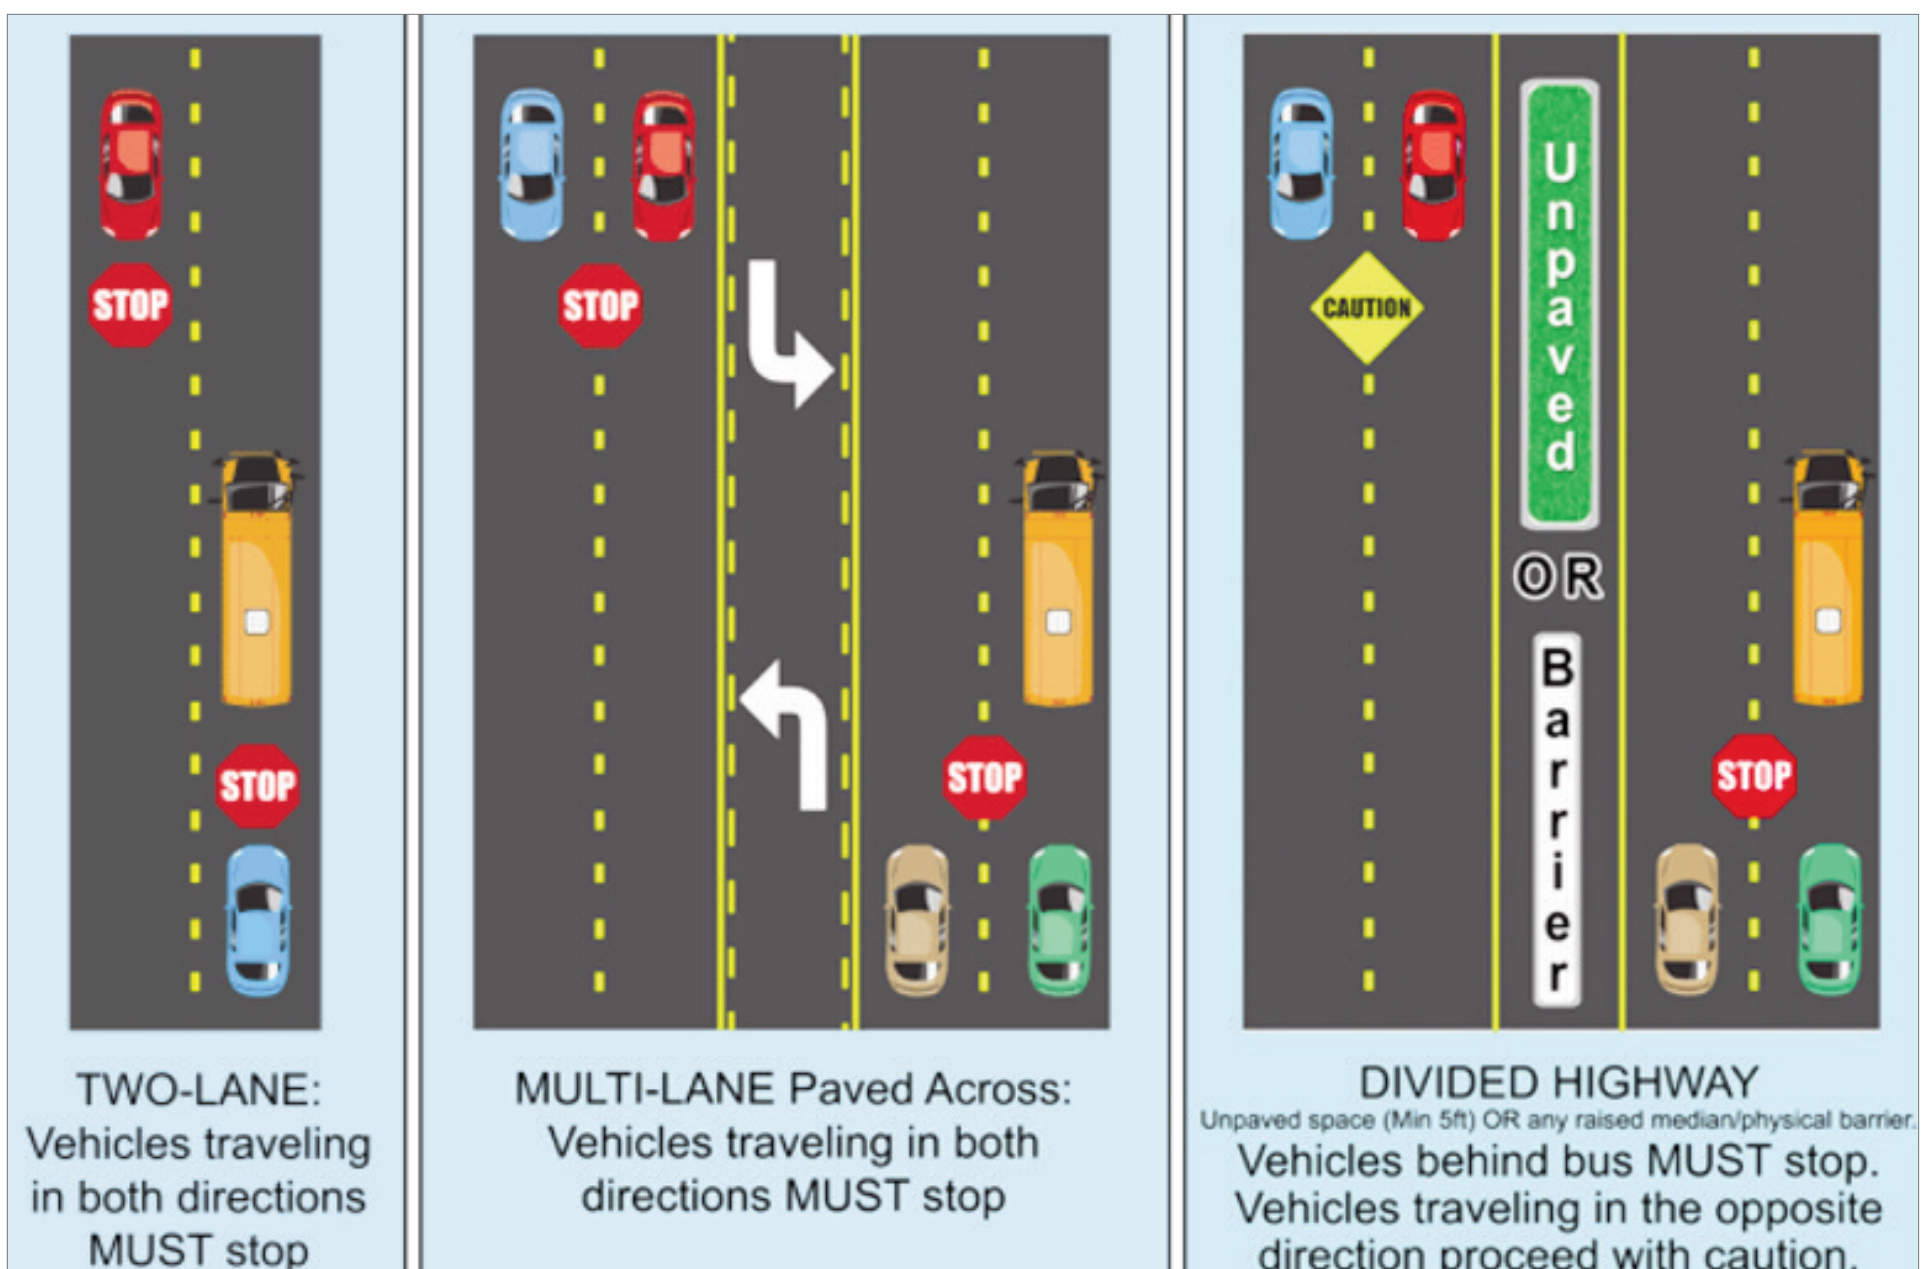 STOP
STOP
TWO-LANE:
Vehicles traveling
in both directions
MUST stop
STOP
STOP
MULTI-LANE Paved Across:
Vehicles traveling in both
directions MUST stop
CAUTION
Unpaved
OR
Barrier
STOP
DIVIDED HIGHWAY
Unpaved space (Min 5ft) OR any raised median/physical barrier.
Vehicles behind bus MUST stop.
Vehicles traveling in the opposite
direction proceed with caution.